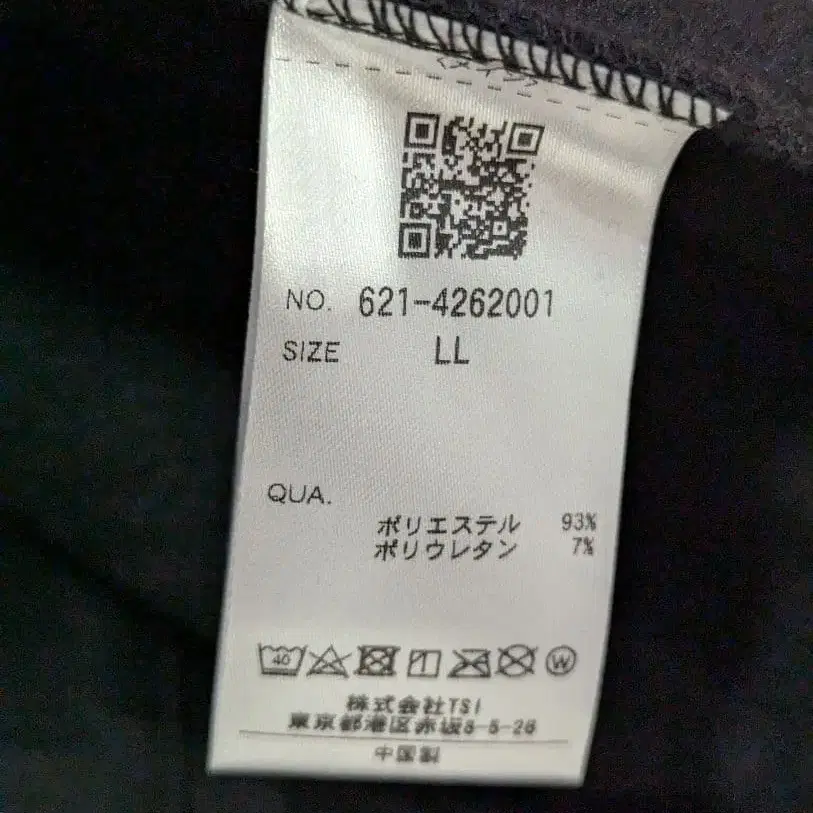 NO. 621-4262001
SIZE LL
QUA.
ポリエステル 93%
ポリウレタン 7%
40
W
株式会社TSI
東京都港区赤坂8-5-26
中国製